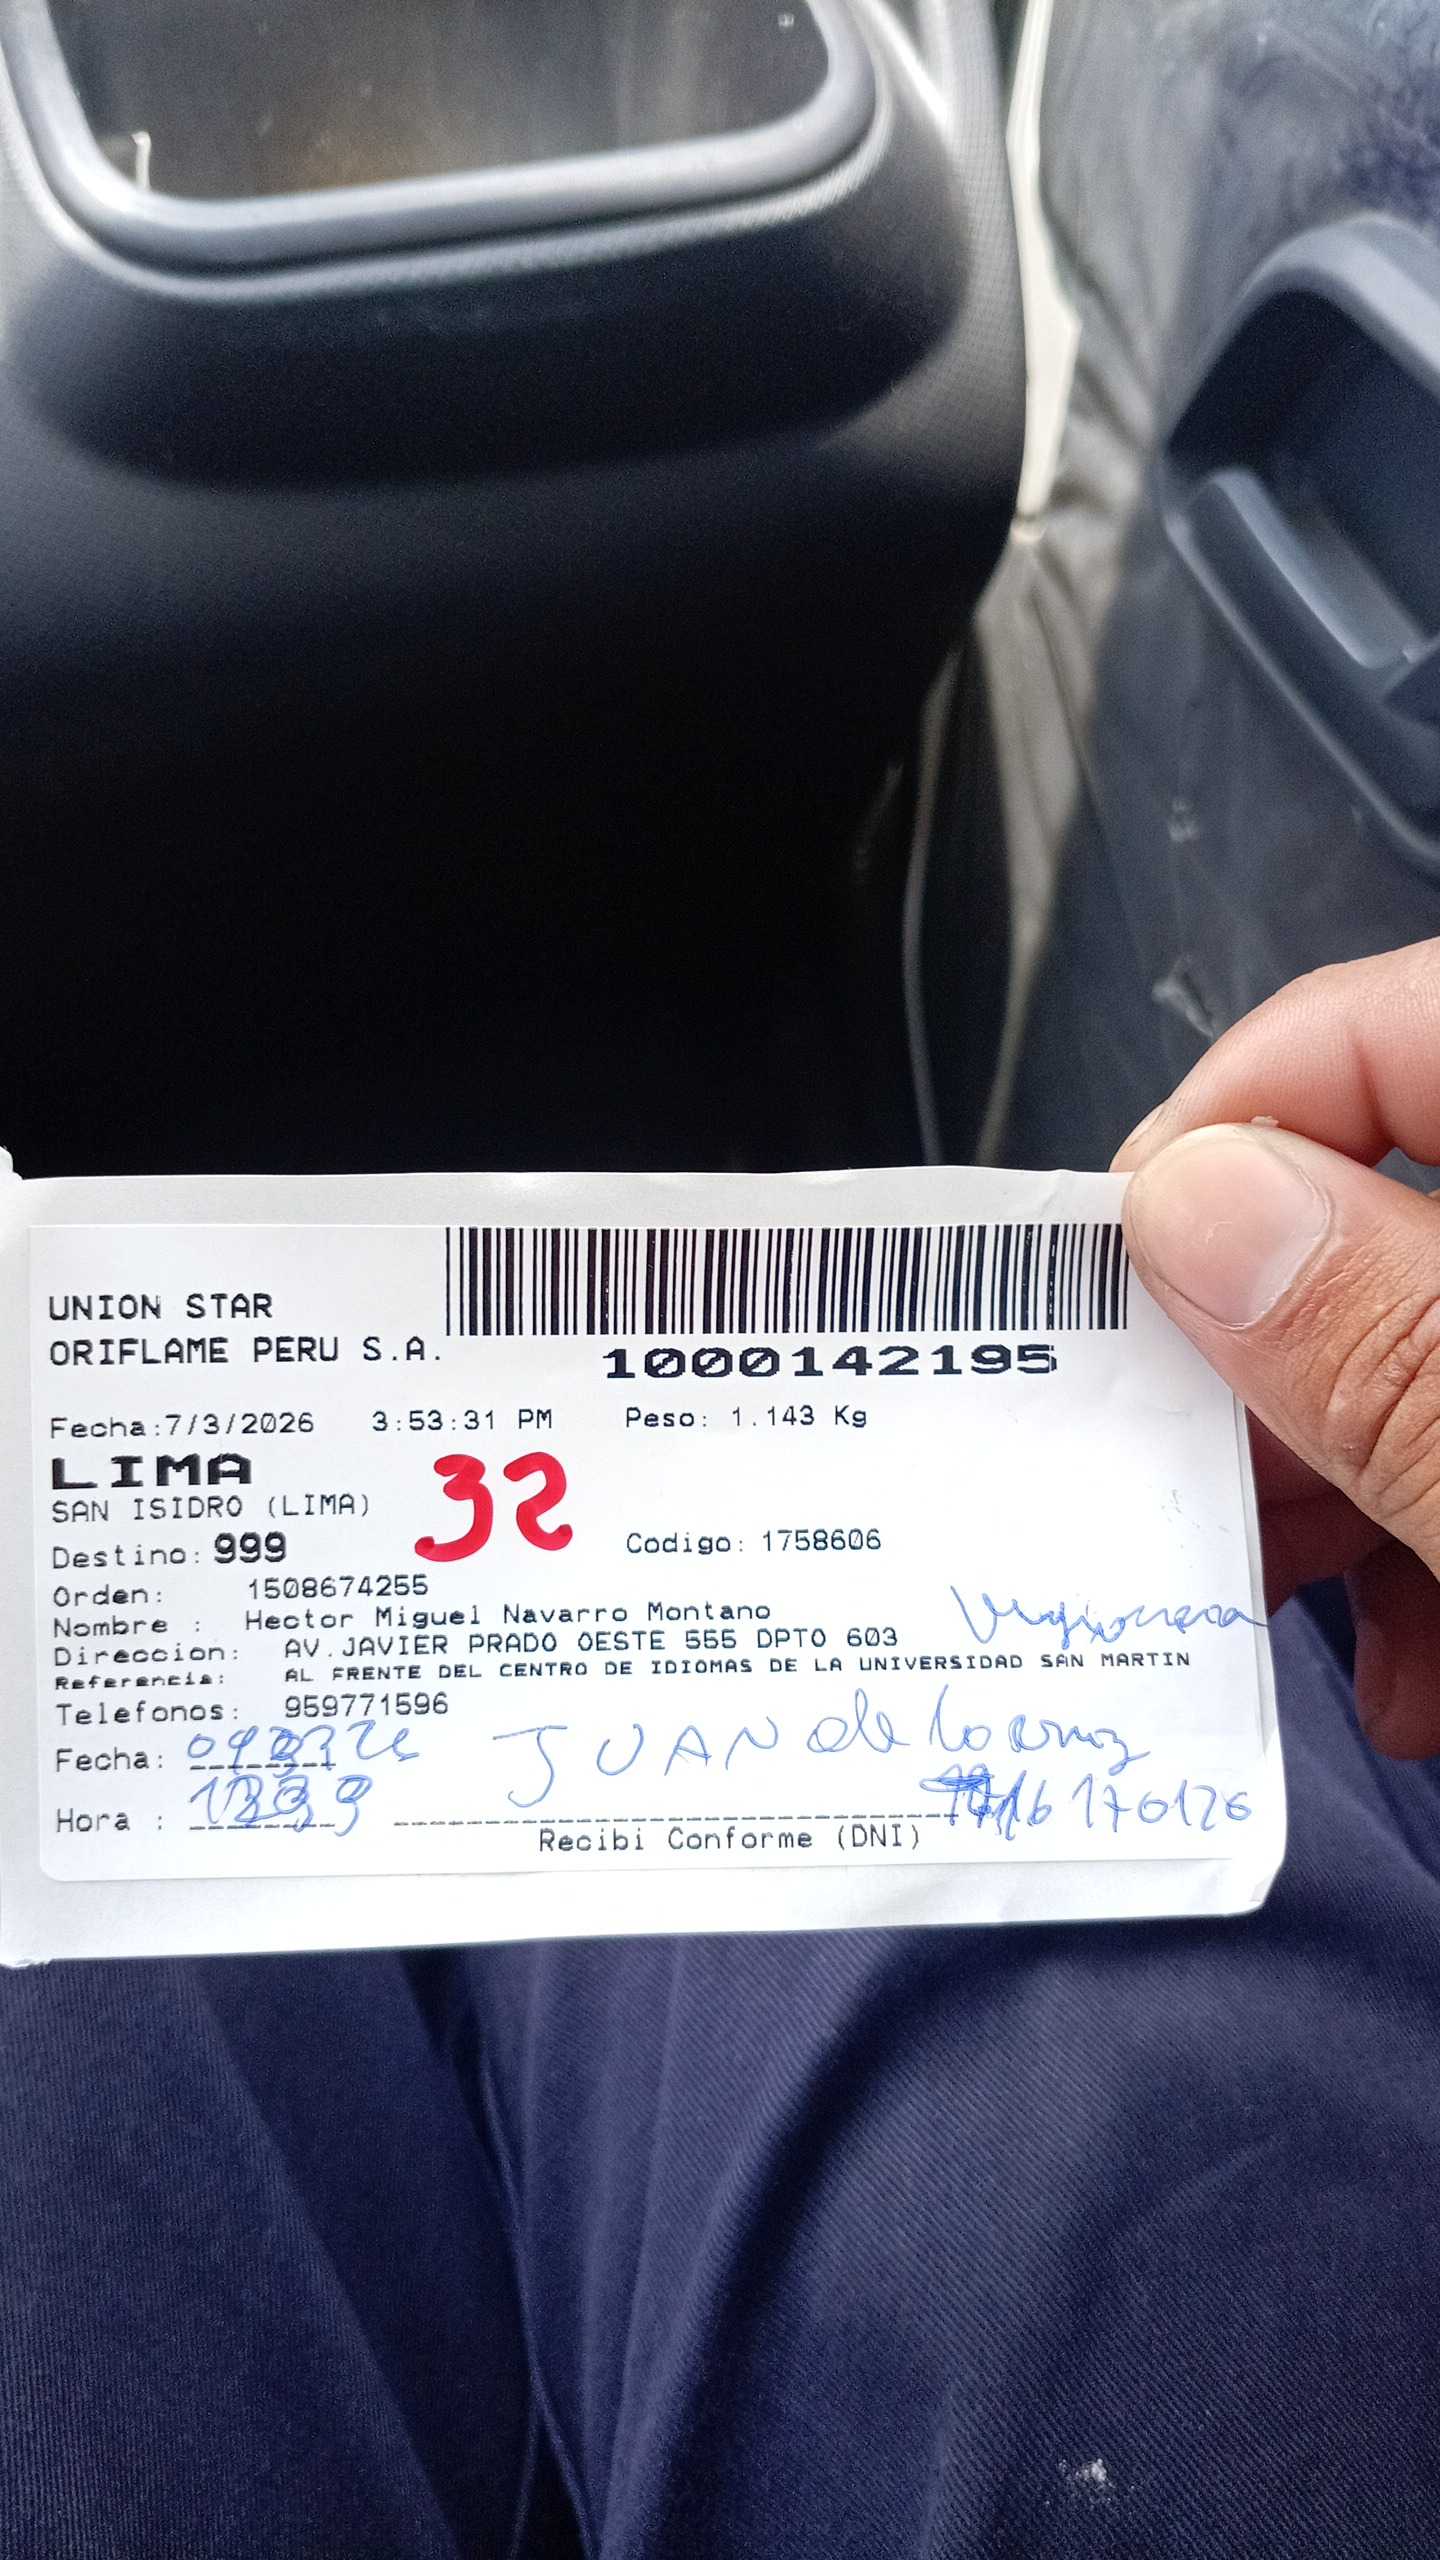 UNION STAR
ORIFLAME PERU S.A.
1000142195
Fecha:7/3/2026 3:53:31 PM Peso: 1.143 Kg
LIMA
SAN ISIDRO (LIMA)
32
Destino: 999 Codigo: 1758606
Orden: 1508674255
Nombre : Hector Miguel Navarro Montano
Direccion: AV.JAVIER PRADO OESTE 555 DPTO 603
Referencia: AL FRENTE DEL CENTRO DE IDIOMAS DE LA UNIVERSIDAD SAN MARTIN
Telefonos: 959771596
JUAN de la cruz
Fecha:
Hora :
Recibi Conforme (DNI)